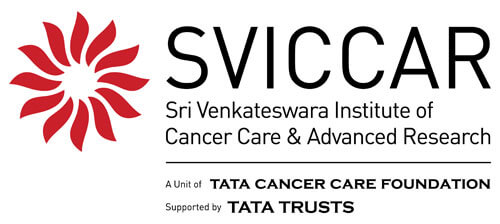 SVICCAR
Sri Venkateswara Institute of
Cancer Care & Advanced Research
A Unit of TATA CANCER CARE FOUNDATION
Supported by TATA TRUSTS